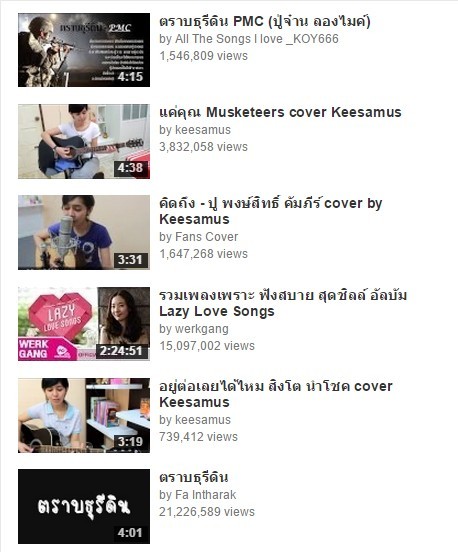 ตราบธุรีดิน - PMC
4:15
ตราบธุรีดิน PMC (ปู่จ๋าน ลองไมค์)
by All The Songs I love _KOY666
1,546,809 views
4:38
แค่คุณ Musketeers cover Keesamus
by keesamus
3,832,058 views
3:31
คิดถึง - ปู พงษ์สิทธิ์ คัมภีร์ cover by
Keesamus
by Fans Cover
1,647,268 views
LAZY
LOVE SONGS
WERK
GANG
2:24:51
รวมเพลงเพราะ ฟังสบาย สุดชิลล์ อัลบัม
Lazy Love Songs
by werkgang
15,097,002 views
3:19
อยู่ต่อเลยได้ไหม สิงโต นำโชค cover
Keesamus
by keesamus
739,412 views
ตราบธุรีดิน
4:01
ตราบธุรีดิน
by Fa Intharak
21,226,589 views